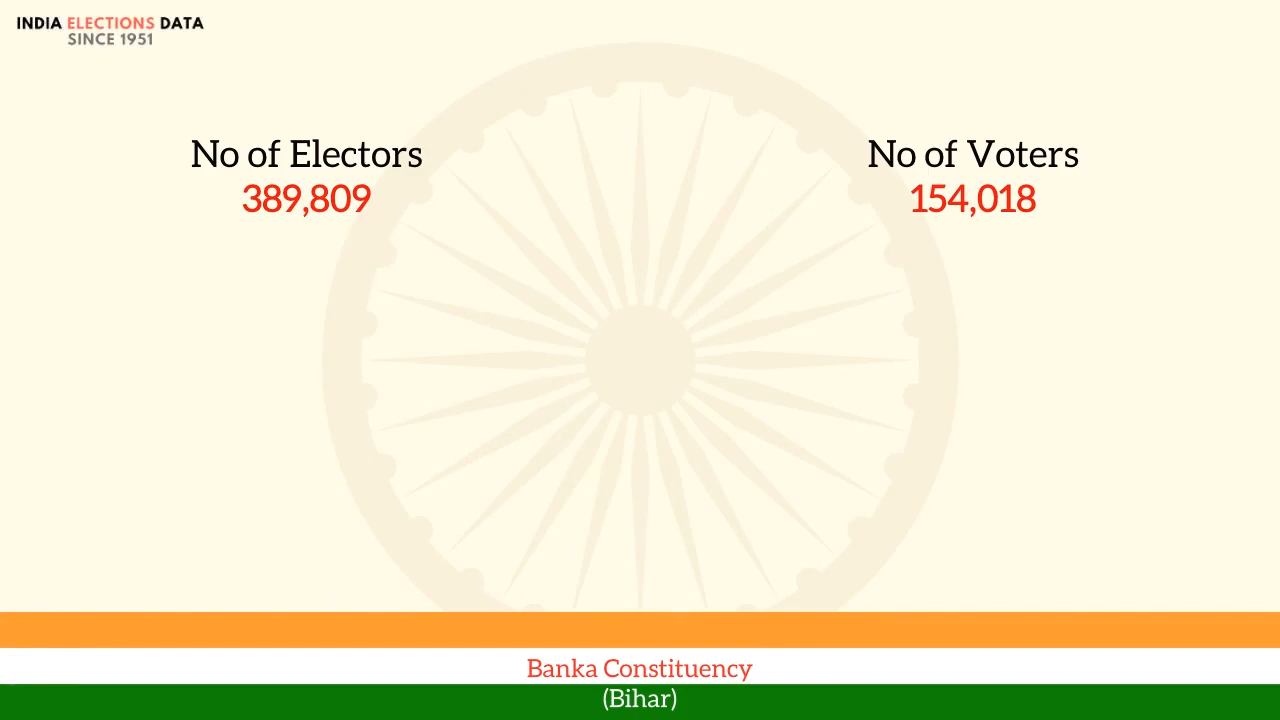 INDIA ELECTIONS DATA
SINCE 1951
No of Electors
389,809
No of Voters
154,018
Banka Constituency
(Bihar)